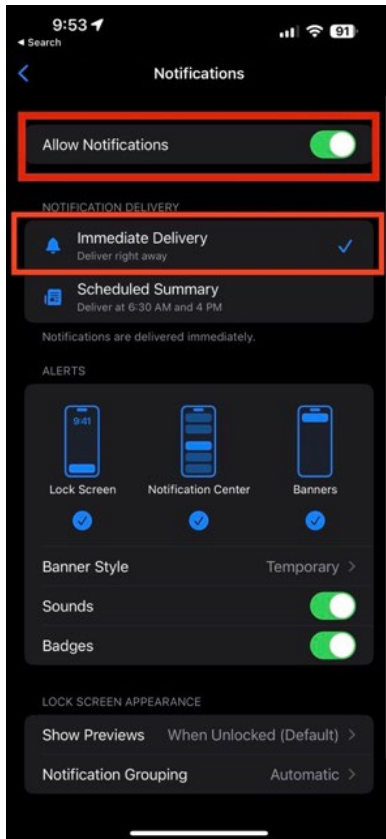 9:53
91
Search
Notifications
Allow Notifications
NOTIFICATION DELIVERY
Immediate Delivery
Deliver right away
Scheduled Summary
Deliver at 6:30 AM and 4 PM
Notifications are delivered immediately.
ALERTS
9:41
Lock Screen Notification Center Banners
Banner Style Temporary
Sounds
Badges
LOCK SCREEN APPEARANCE
Show Previews When Unlocked (Default)
Notification Grouping Automatic